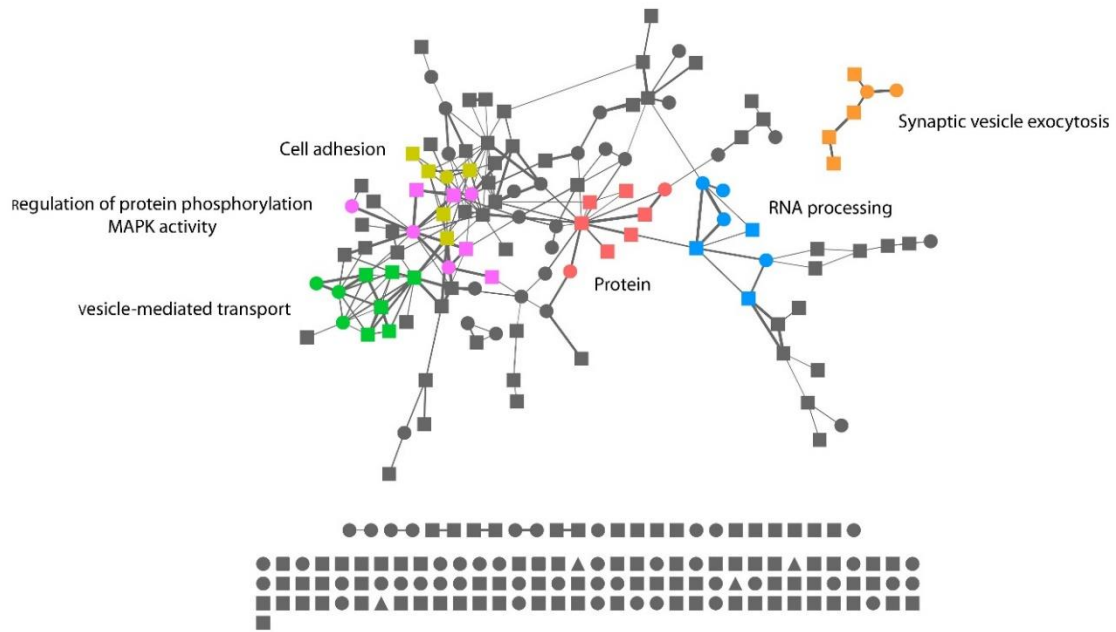 Synaptic vesicle exocytosis
Cell adhesion
Regulation of protein phosphorylation
MAPK activity
RNA processing
Protein
vesicle-mediated transport